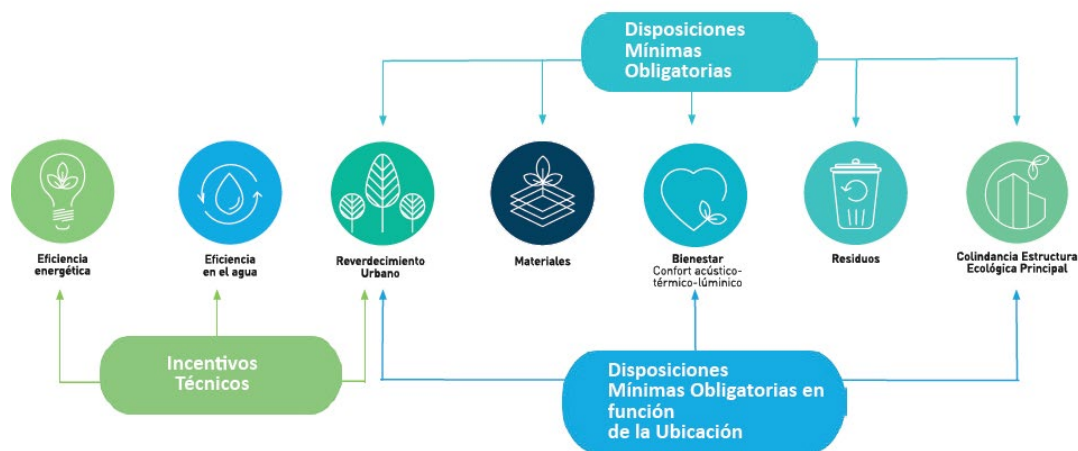 Disposiciones
Mínimas
Obligatorias
Eficiencia
energética
Eficiencia
en el agua
Reverdecimiento
Urbano
Materiales
Bienestar
Confort acústico-
térmico-lúminico
Residuos
Colindancia Estructura
Ecológica Principal
Incentivos
Técnicos
Disposiciones
Mínimas Obligatorias en
función
de la Ubicación